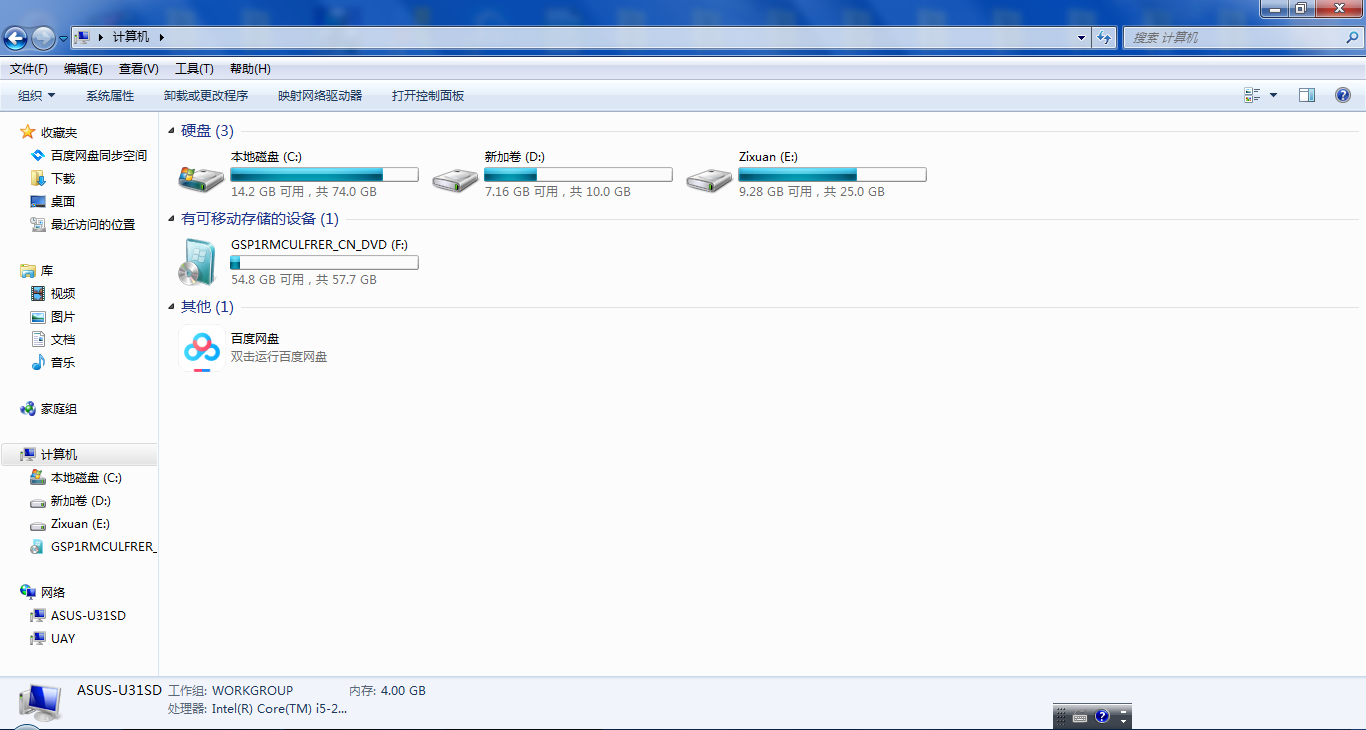 计算机
搜索 计算机
文件(F) 编辑(E) 查看(V) 工具(T) 帮助(H)
组织 系统属性 卸载或更改程序 映射网络驱动器 打开控制面板
收藏夹
百度网盘同步空间
下载
桌面
最近访问的位置
库
视频
图片
文档
音乐
家庭组
计算机
本地磁盘 (C:)
新加卷 (D:)
Zixuan (E:)
GSP1RMCULFRER_
网络
ASUS-U31SD
UAY
硬盘 (3)
本地磁盘 (C:)
14.2 GB 可用，共 74.0 GB
新加卷 (D:)
7.16 GB 可用，共 10.0 GB
Zixuan (E:)
9.28 GB 可用，共 25.0 GB
有可移动存储的设备 (1)
GSP1RMCULFRER_CN_DVD (F:)
54.8 GB 可用，共 57.7 GB
其他 (1)
百度网盘
双击运行百度网盘
ASUS-U31SD 工作组: WORKGROUP 内存: 4.00 GB
处理器: Intel(R) Core(TM) i5-2...